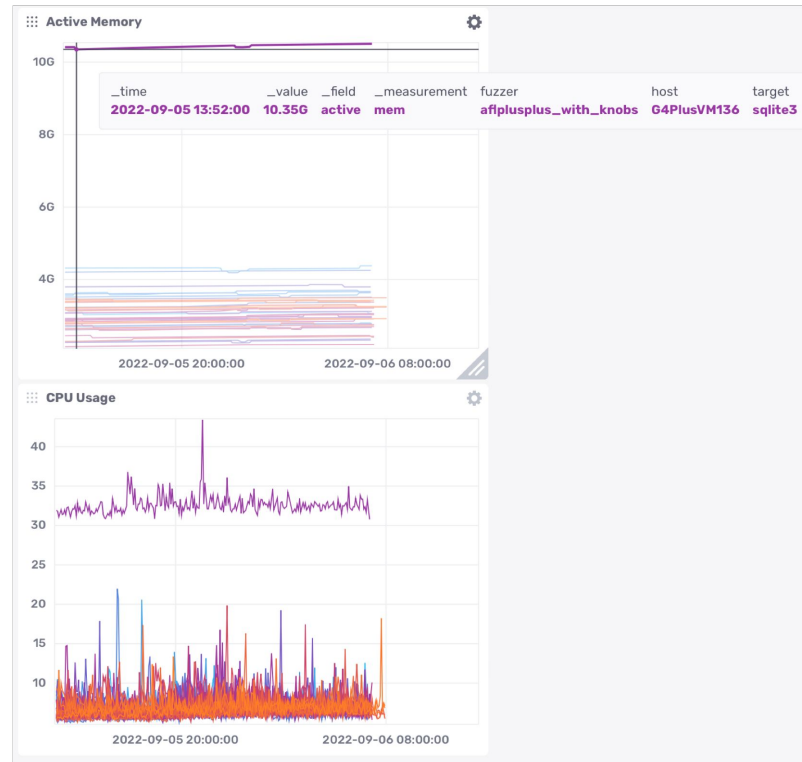 Active Memory
10G
_time _value _field _measurement fuzzer host target
2022-09-05 13:52:00 10.35G active mem aflplusplus_with_knobs G4PlusVM136 sqlite3
8G
6G
4G
2022-09-05 20:00:00 2022-09-06 08:00:00
CPU Usage
40
35
30
25
20
15
10
2022-09-05 20:00:00 2022-09-06 08:00:00